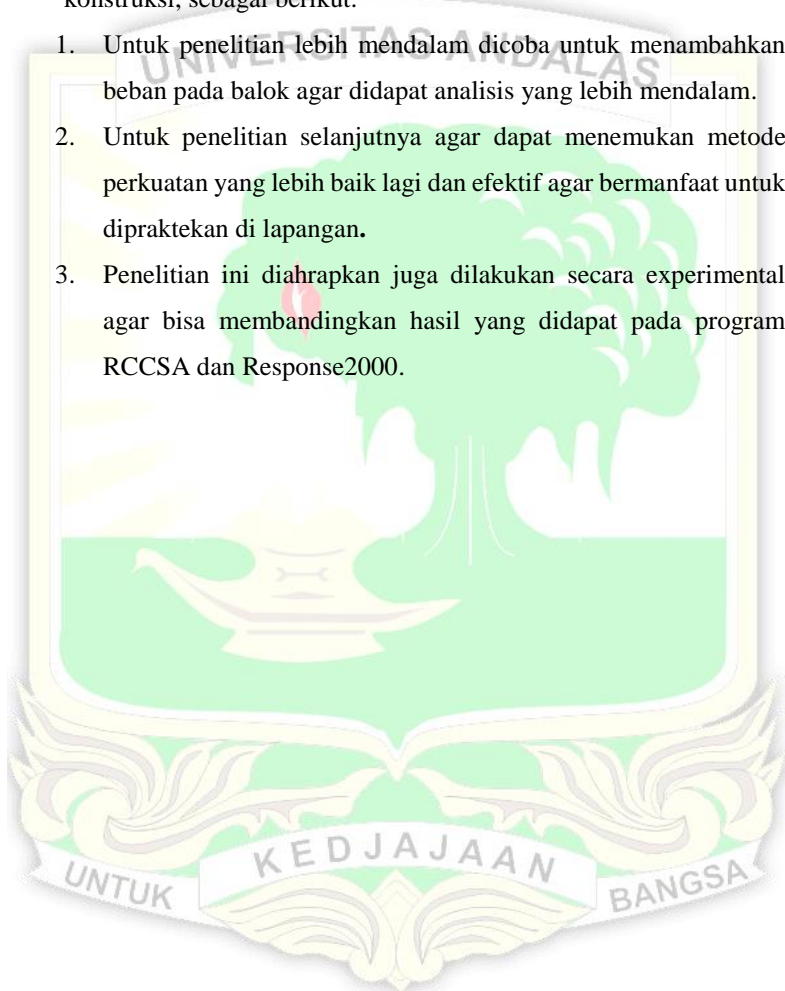 konstruksi, sebagai berikut:
UNIVERSITAS ANDALAS
1. Untuk penelitian lebih mendalam dicoba untuk menambahkan
beban pada balok agar didapat analisis yang lebih mendalam.
2. Untuk penelitian selanjutnya agar dapat menemukan metode
perkuatan yang lebih baik lagi dan efektif agar bermanfaat untuk
dipraktekan di lapangan.
3. Penelitian ini diahrapkan juga dilakukan secara experimental
agar bisa membandingkan hasil yang didapat pada program
RCCSA dan Response2000.
UNTUK KEDJAJAAN BANGSA